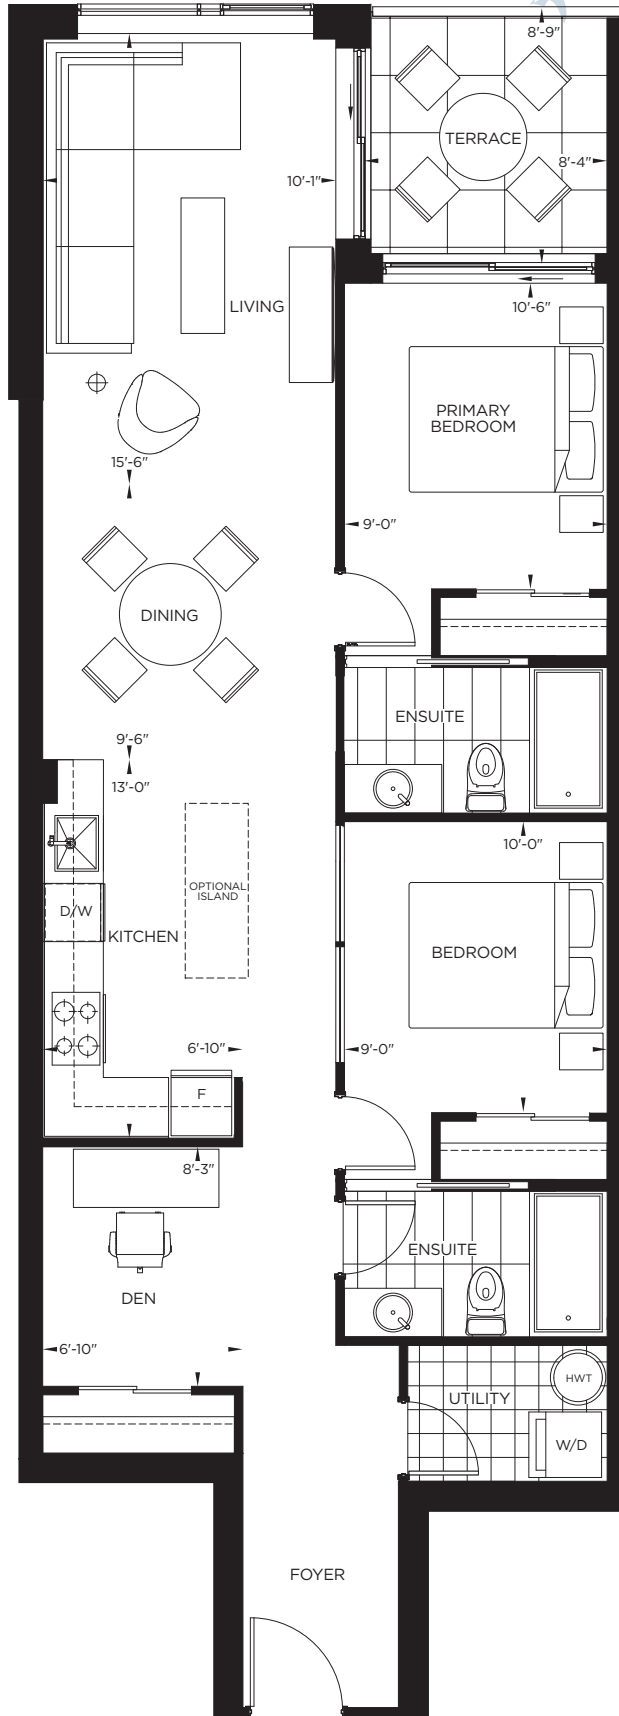 8'-9"
TERRACE
8'-4"
10'-1"
LIVING
10'-6"
PRIMARY
BEDROOM
15'-6"
9'-0"
DINING
ENSUITE
9'-6"
13'-0"
10'-0"
OPTIONAL
ISLAND
D/W
KITCHEN
BEDROOM
6'-10"
9'-0"
F
8'-3"
ENSUITE
DEN
6'-10"
HWT
UTILITY
W/D
FOYER